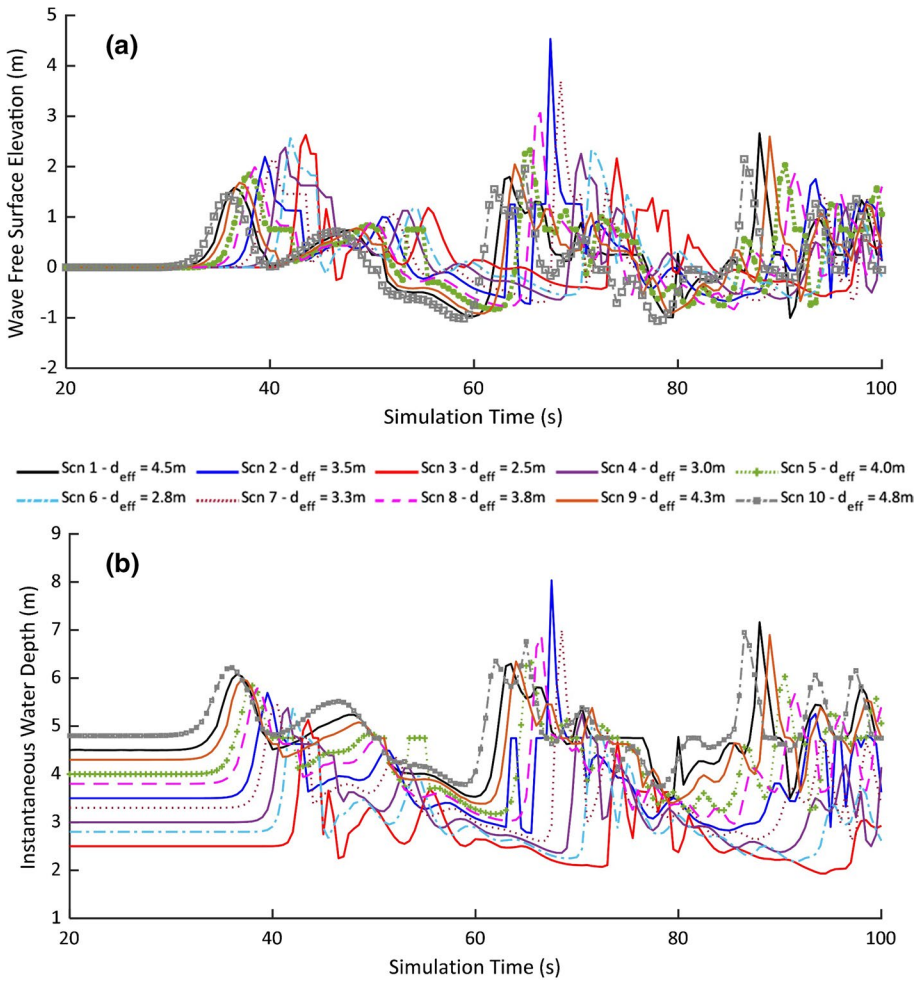 (a)
Wave Free Surface Elevation (m)
5
4
3
2
1
0
-1
-2
20 40 60 80 100
Simulation Time (s)
Scn 1 - d_eff = 4.5m Scn 2 - d_eff = 3.5m Scn 3 - d_eff = 2.5m Scn 4 - d_eff = 3.0m Scn 5 - d_eff = 4.0m
Scn 6 - d_eff = 2.8m Scn 7 - d_eff = 3.3m Scn 8 - d_eff = 3.8m Scn 9 - d_eff = 4.3m Scn 10 - d_eff = 4.8m
(b)
Instantaneous Water Depth (m)
9
8
7
6
5
4
3
2
1
20 40 60 80 100
Simulation Time (s)